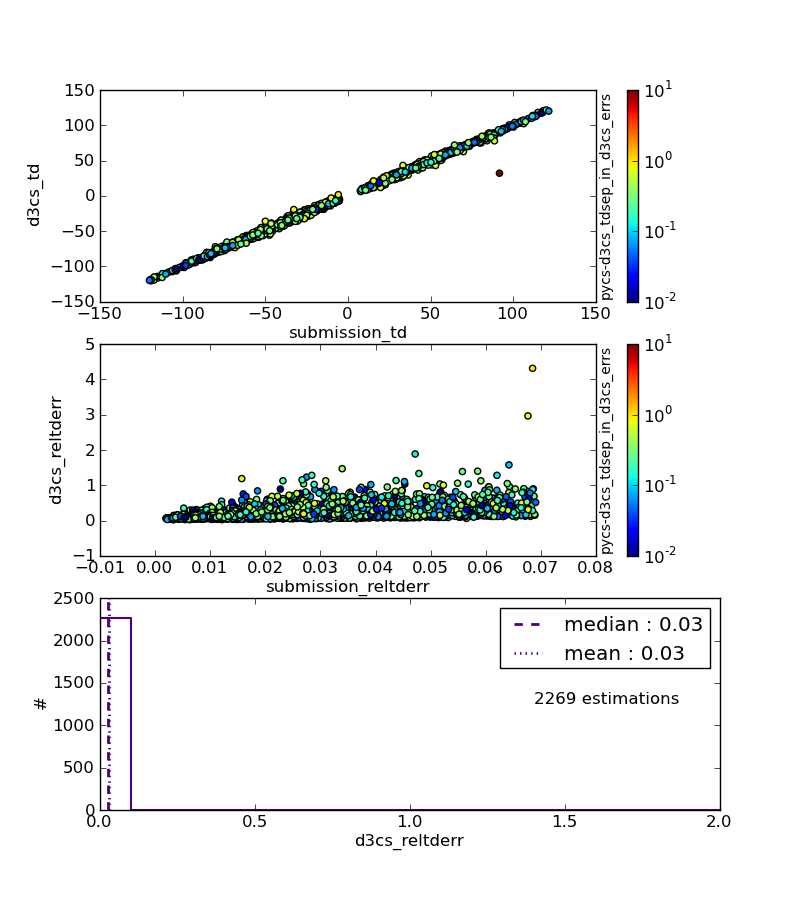 150
100
50
0
−50
−100
−150
d3cs_td
−150 −100 −50 0 50 100 150
submission_td
10^1
10^0
10^-1
10^-2
pycs-d3cs_tdsep_in_d3cs_errs
5
4
3
2
1
0
−1
d3cs_reltderr
−0.01 0.00 0.01 0.02 0.03 0.04 0.05 0.06 0.07 0.08
submission_reltderr
10^1
10^0
10^-1
10^-2
pycs-d3cs_tdsep_in_d3cs_errs
2500
2000
1500
1000
500
0
#
median : 0.03
mean : 0.03
2269 estimations
0.0 0.5 1.0 1.5 2.0
d3cs_reltderr